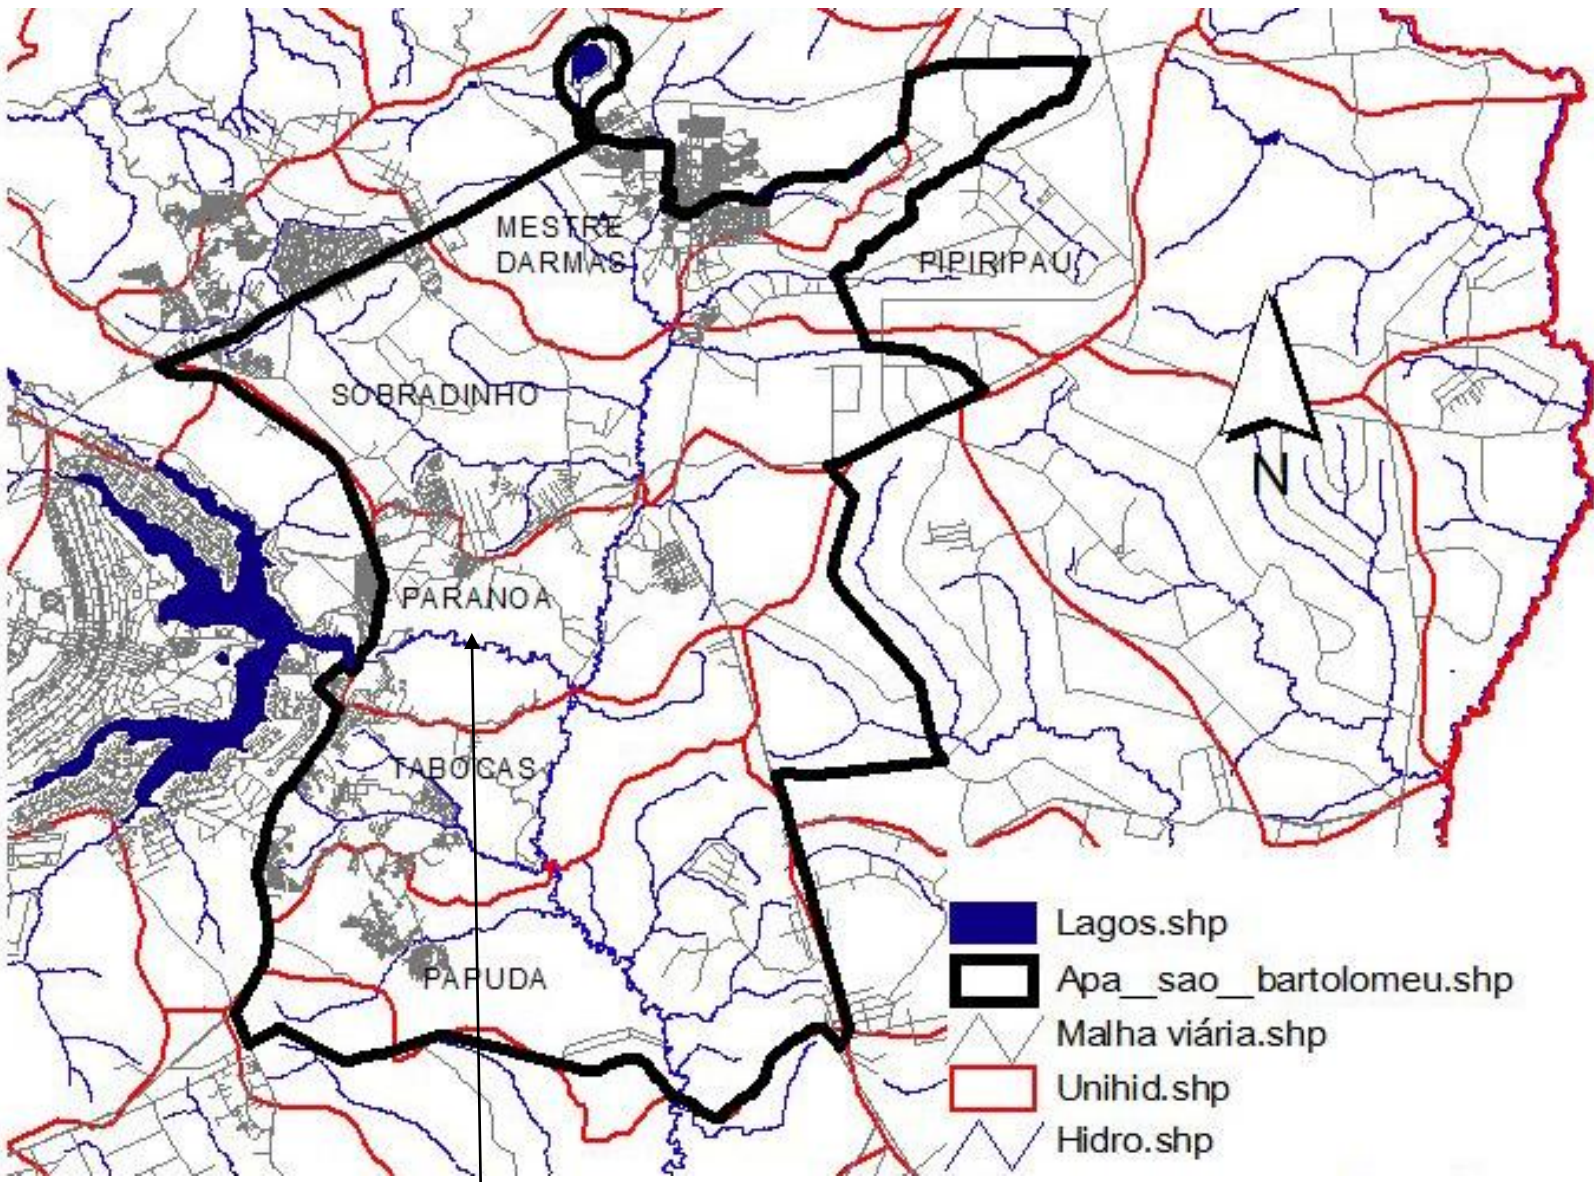 MESTRE
DARMAS
PIPIRIPAU
SOBRADINHO
N
PARANOA
TABOCAS
PAPUDA
Lagos.shp
Apa__sao__bartolomeu.shp
Malha viária.shp
Unihid.shp
Hidro.shp